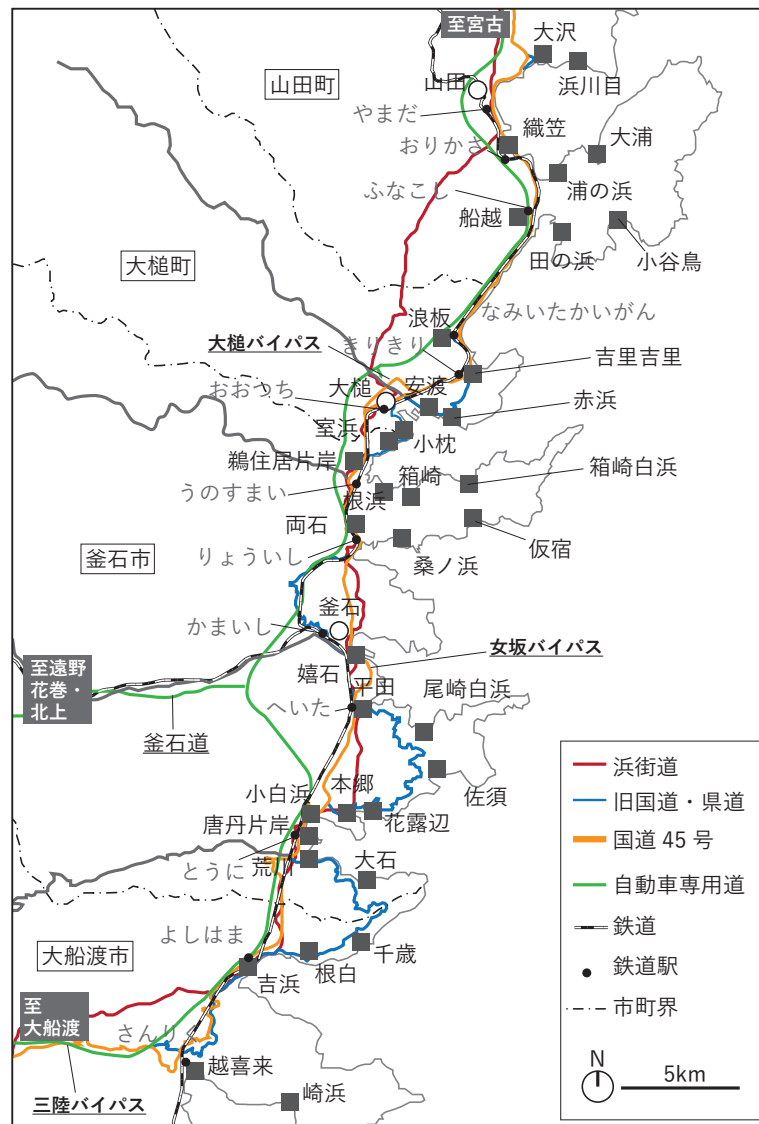 至宮古
大沢
山田町
山田
浜川目
やまだ
織笠
大浦
おりかさ
浦の浜
ふなこし
船越
田の浜
小谷鳥
大槌町
なみいたかいがん
浪板
大槌バイパス
きりきり
吉里吉里
おおつち
大槌
安渡
赤浜
室浜
小枕
鵜住居片岸
箱崎
箱崎白浜
うのすまい
根浜
両石
仮宿
りょういし
桑ノ浜
釜石市
釜石
かまいし
女坂バイパス
至遠野
花巻・
北上
嬉石
平田
尾崎白浜
へいた
釜石道
佐須
小白浜
本郷
花露辺
唐丹片岸
とうに
荒川
大石
よしはま
大船渡市
千歳
根白
吉浜
至
大船渡
さんりく
越喜来
三陸バイパス
崎浜
浜街道
旧国道・県道
国道 45 号
自動車専用道
鉄道
鉄道駅
市町界
N
5km